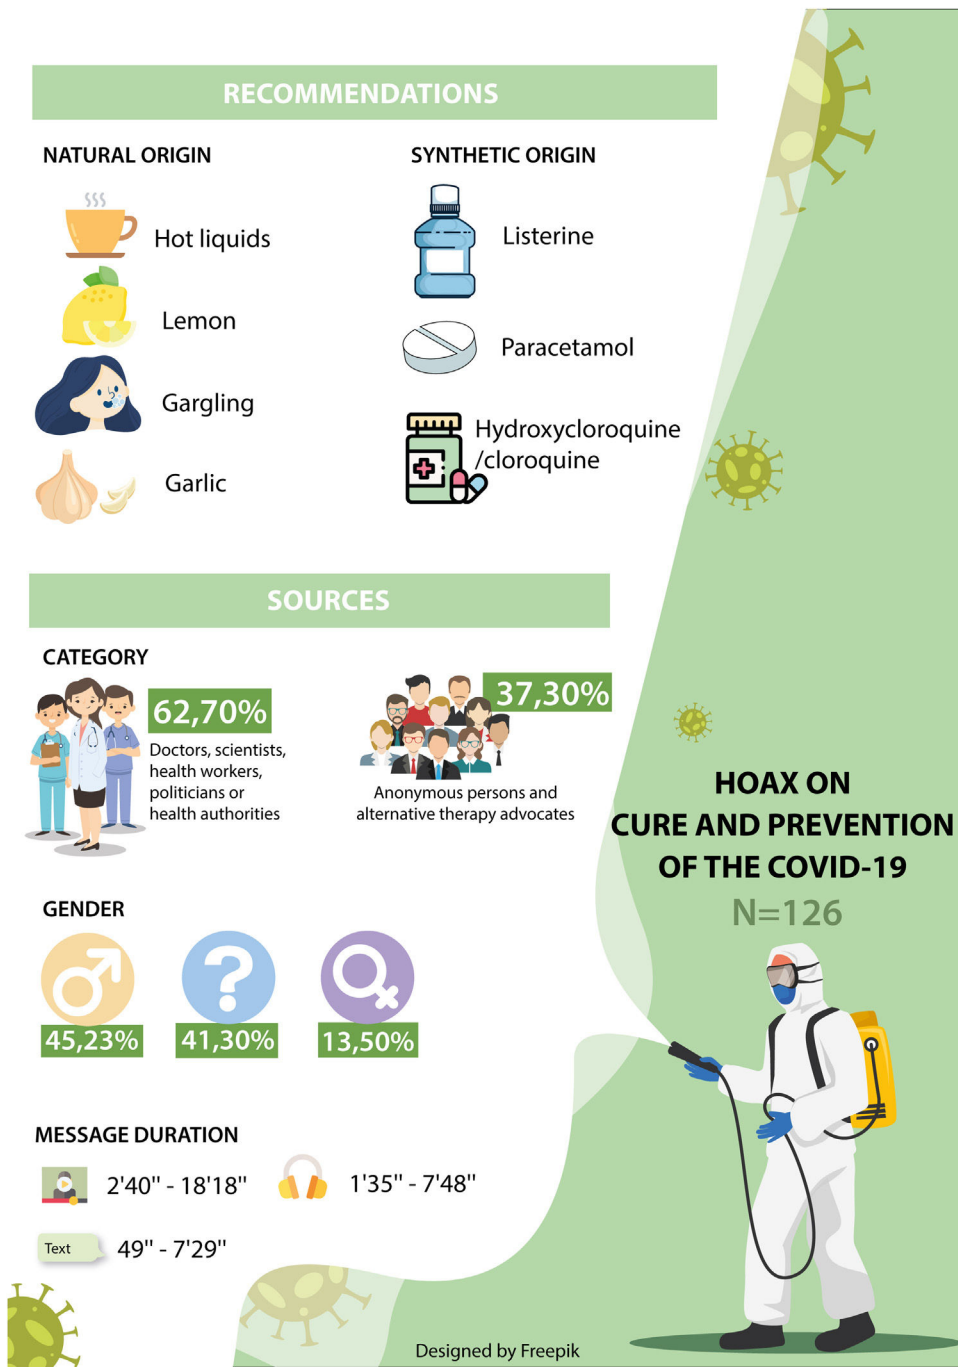 RECOMMENDATIONS
NATURAL ORIGIN
Hot liquids
Lemon
Gargling
Garlic
SYNTHETIC ORIGIN
Listerine
Paracetamol
Hydroxycloroquine
/cloroquine
SOURCES
CATEGORY
62,70%
Doctors, scientists,
health workers,
politicians or
health authorities
37,30%
Anonymous persons and
alternative therapy advocates
GENDER
45,23%
?
41,30%
13,50%
MESSAGE DURATION
2'40" - 18'18"
1'35" - 7'48"
Text
49" - 7'29"
HOAX ON
CURE AND PREVENTION
OF THE COVID-19
N=126
Designed by Freepik